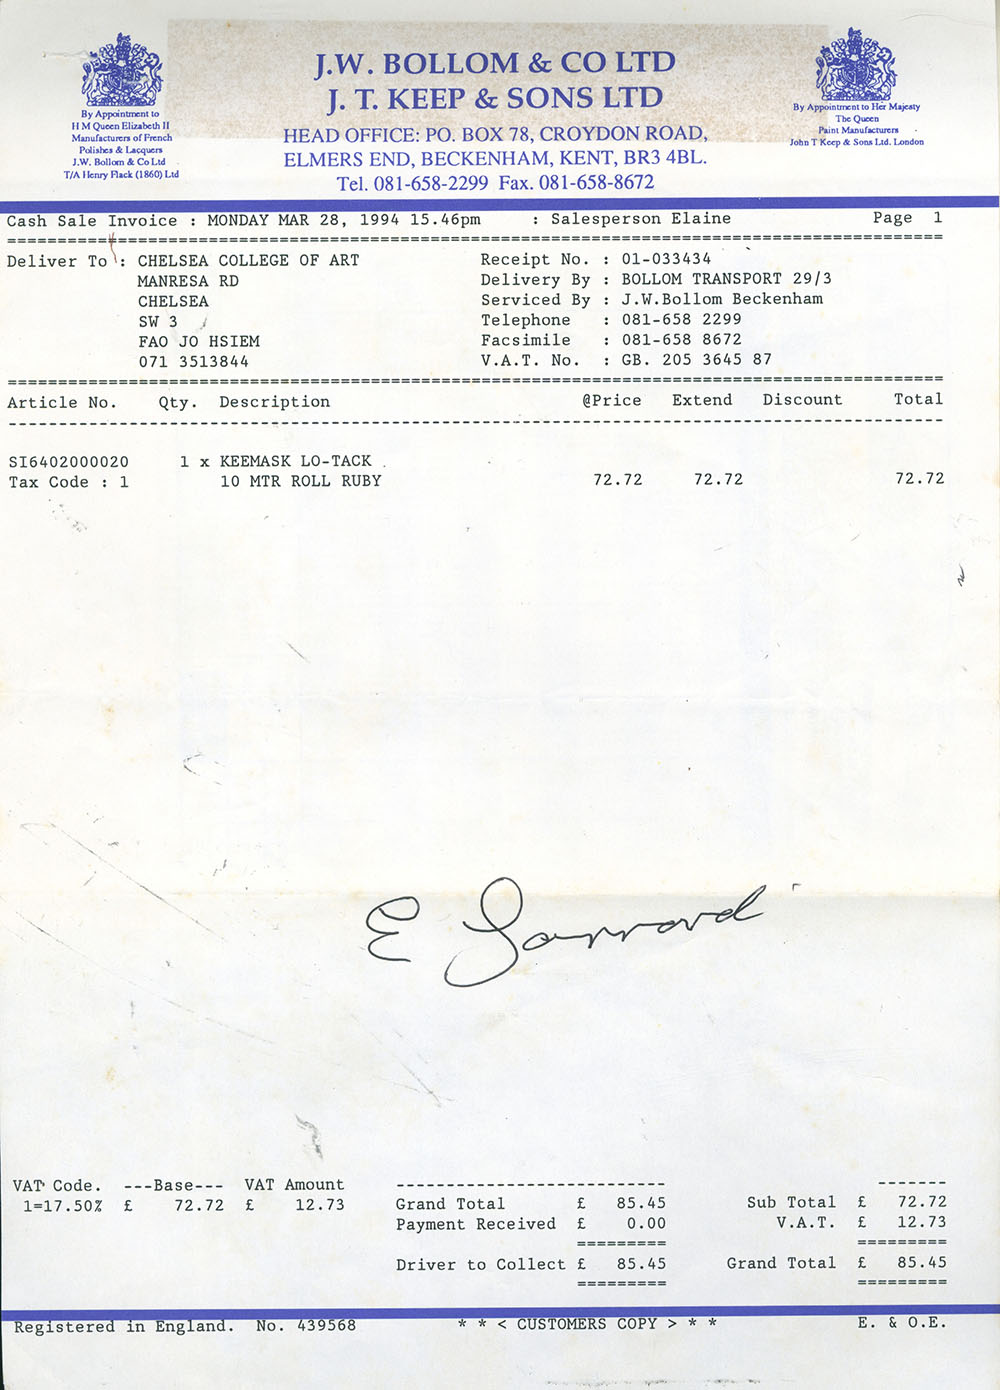 J.W. BOLLOM & CO LTD
J. T. KEEP & SONS LTD
HEAD OFFICE: PO. BOX 78, CROYDON ROAD,
ELMERS END, BECKENHAM, KENT, BR3 4BL.
Tel. 081-658-2299 Fax. 081-658-8672
By Appointment to
H M Queen Elizabeth II
Manufacturers of French
Polishes & Lacquers
J.W. Bollom & Co Ltd
T/A Henry Flack (1860) Ltd
By Appointment to Her Majesty
The Queen
Paint Manufacturers
John T Keep & Sons Ltd. London
Cash Sale Invoice : MONDAY MAR 28, 1994 15.46pm : Salesperson Elaine Page 1
Deliver To : CHELSEA COLLEGE OF ART
MANRESA RD
CHELSEA
SW 3
FAO JO HSIEM
071 3513844
Receipt No. : 01-033434
Delivery By : BOLLOM TRANSPORT 29/3
Serviced By : J.W.Bollom Beckenham
Telephone : 081-658 2299
Facsimile : 081-658 8672
V.A.T. No. : GB. 205 3645 87
Article No. Qty. Description @Price Extend Discount Total
SI6402000020 1 x KEEMASK LO-TACK
Tax Code : 1 10 MTR ROLL RUBY 72.72 72.72 72.72
VAT Code. ---Base--- VAT Amount
1=17.50% £ 72.72 £ 12.73
Grand Total £ 85.45
Payment Received £ 0.00
Driver to Collect £ 85.45
Sub Total £ 72.72
V.A.T. £ 12.73
Grand Total £ 85.45
Registered in England. No. 439568 * * < CUSTOMERS COPY > * * E. & O.E.